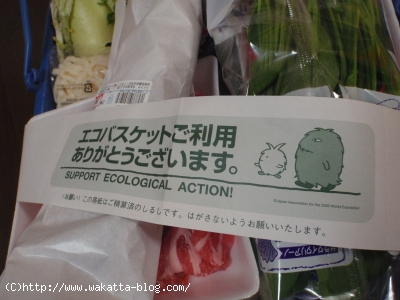 エコバスケットご利用
ありがとうございます。
SUPPORT ECOLOGICAL ACTION!
<お願い>この帯紙はご精算済のしるしです。はがさないようお願いいたします。
(C)http://www.wakatta-blog.com/